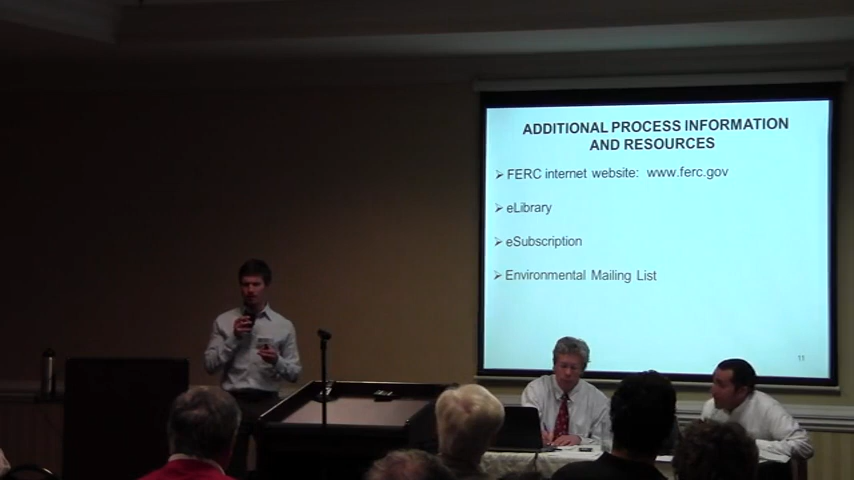 ADDITIONAL PROCESS INFORMATION
AND RESOURCES
➢ FERC internet website: www.ferc.gov
➢ eLibrary
➢ eSubscription
➢ Environmental Mailing List
11